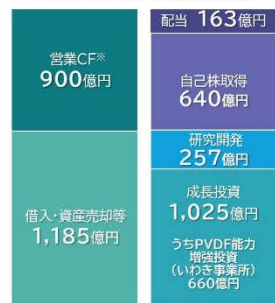 営業CF※
900億円
借入・資産売却等
1,185億円
配当 163億円
自己株取得
640億円
研究開発
257億円
成長投資
1,025億円
うちPVDF能力
増強投資
(いわき事業所)
660億円